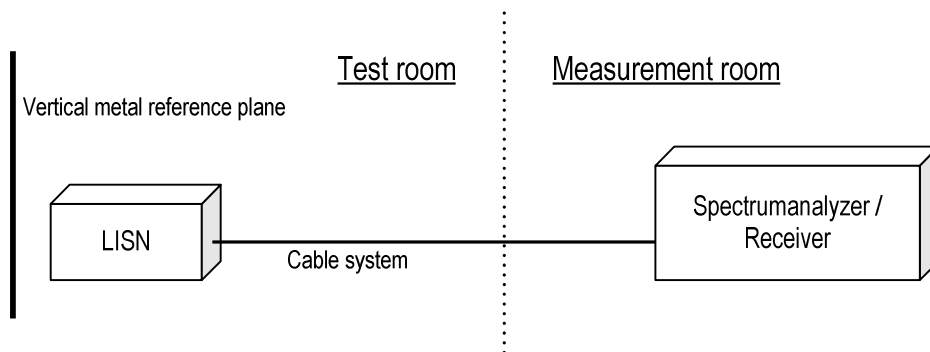 Test room
Measurement room
Vertical metal reference plane
LISN
Cable system
Spectrumanalyzer /
Receiver